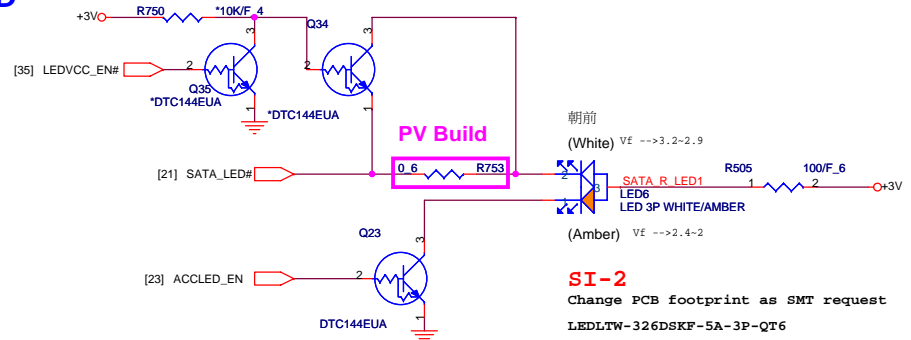 D
+3V
R750
*10K/F_4
Q34
3
3
[35] LEDVCC_EN#
2
2
Q35
*DTC144EUA
1
1
*DTC144EUA
朝前
PV Build
(White) Vf -->3.2~2.9
[21] SATA_LED#
0_6
R753
2
3
SATA_R_LED1
R505
1
100/F_6
2
+3V
LED6
LED 3P WHITE/AMBER
1
(Amber) Vf -->2.4~2
Q23
3
[23] ACCLED_EN
2
1
DTC144EUA
SI-2
Change PCB footprint as SMT request
LEDLTW-326DSKF-5A-3P-QT6